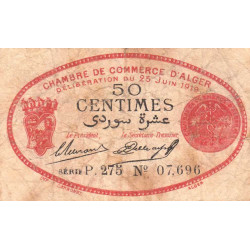 CHAMBRE DE COMMERCE D'ALGER
DÉLIBÉRATION DU 25 JUIN 1919
50
CENTIMES
عشرة سوردي
Le Président, Le Secrétaire-Trésorier
SÉRIE P. 275 Nº 07,696